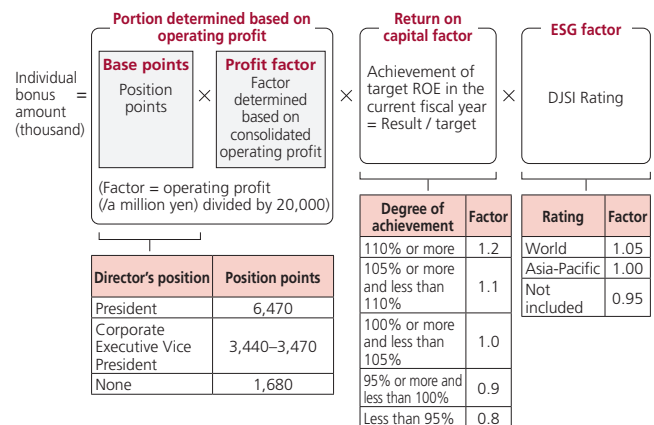 Portion determined based on
operating profit
Return on
capital factor
ESG factor
Individual
bonus
amount
(thousand)
=
Base points
Position
points
×
Profit factor
Factor
determined
based on
consolidated
operating profit
(Factor = operating profit
(/a million yen) divided by 20,000)
×
Achievement of
target ROE in the
current fiscal year
= Result / target
×
DJSI Rating
Director's position Position points
President 6,470
Corporate
Executive Vice
President
3,440–3,470
None 1,680
Degree of
achievement
Factor
110% or more 1.2
105% or more
and less than
110%
1.1
100% or more
and less than
105%
1.0
95% or more and
less than 100%
0.9
Less than 95% 0.8
Rating Factor
World 1.05
Asia-Pacific 1.00
Not
included
0.95